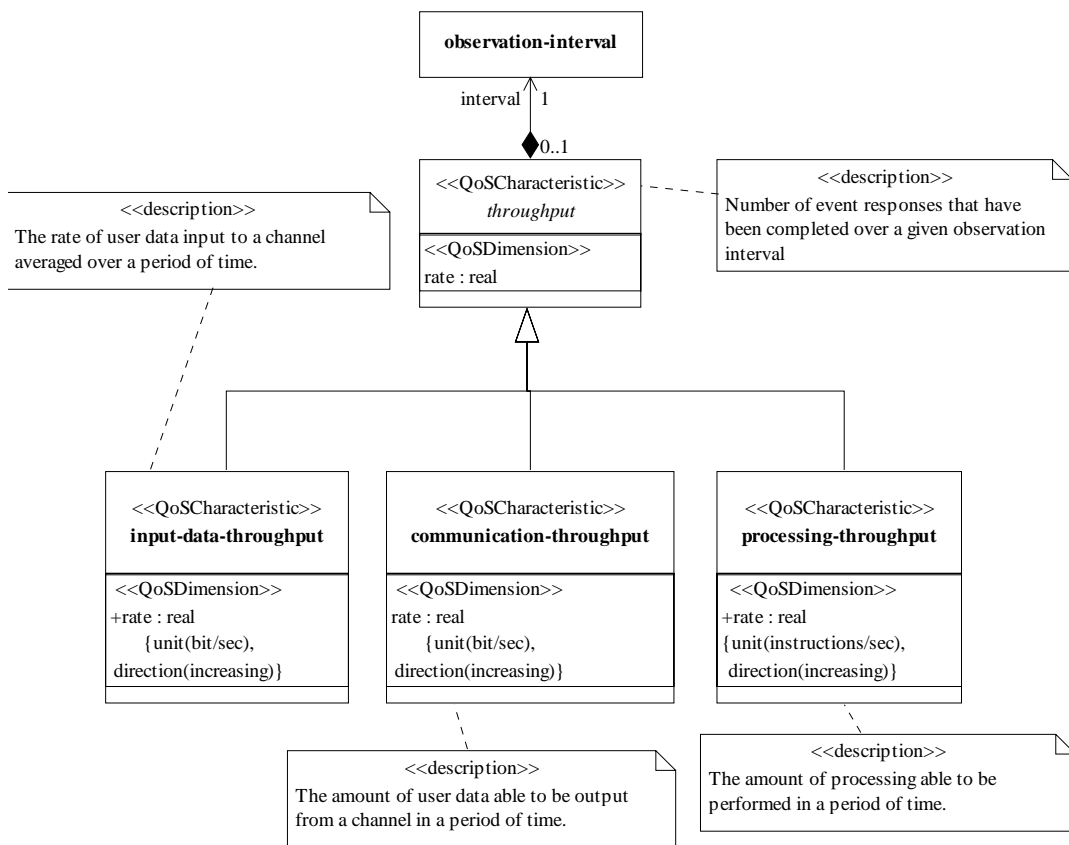 observation-interval
interval 1
0..1
<<QoSCharacteristic>>
throughput
<<QoSDimension>>
rate : real
<<description>>
Number of event responses that have
been completed over a given observation
interval
<<description>>
The rate of user data input to a channel
averaged over a period of time.
<<QoSCharacteristic>>
input-data-throughput
<<QoSDimension>>
+rate : real
{unit(bit/sec),
direction(increasing)}
<<QoSCharacteristic>>
communication-throughput
<<QoSDimension>>
rate : real
{unit(bit/sec),
direction(increasing)}
<<QoSCharacteristic>>
processing-throughput
<<QoSDimension>>
+rate : real
{unit(instructions/sec),
direction(increasing)}
<<description>>
The amount of user data able to be output
from a channel in a period of time.
<<description>>
The amount of processing able to be
performed in a period of time.